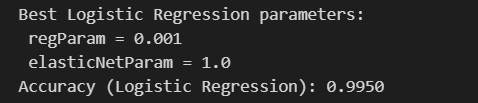 Best Logistic Regression parameters:
regParam = 0.001
elasticNetParam = 1.0
Accuracy (Logistic Regression): 0.9950